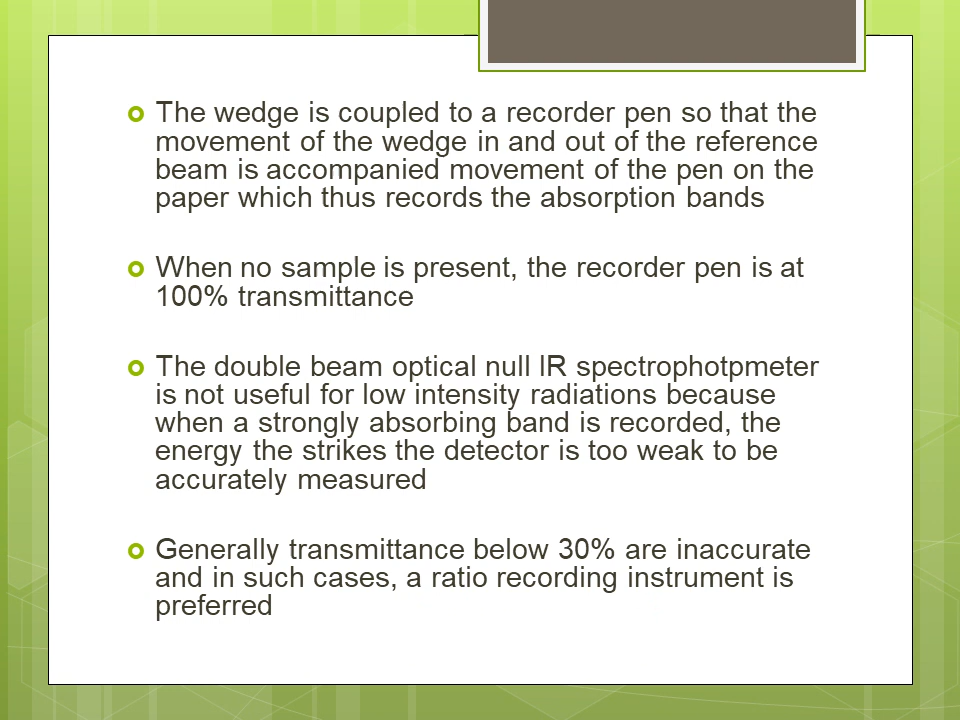 The wedge is coupled to a recorder pen so that the
movement of the wedge in and out of the reference
beam is accompanied movement of the pen on the
paper which thus records the absorption bands
When no sample is present, the recorder pen is at
100% transmittance
The double beam optical null lR spectrophotpmeter
is not useful for low intensity radiations because
when a strongly absorbing band is recorded, the
energy the strikes the detector is too weak to be
accurately measured
Generally transmittance below 30% are inaccurate
and in such cases, a ratio recording instrument is
preferred